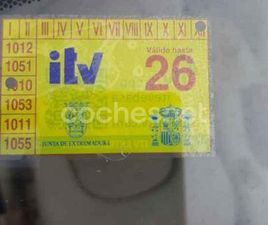 I II III IV V VI VII VIII IX X XI
1012
1051
10
1053
1011
1055
itv
Válido hasta
26
coches.net
JUNTA DE EXTREMADURA